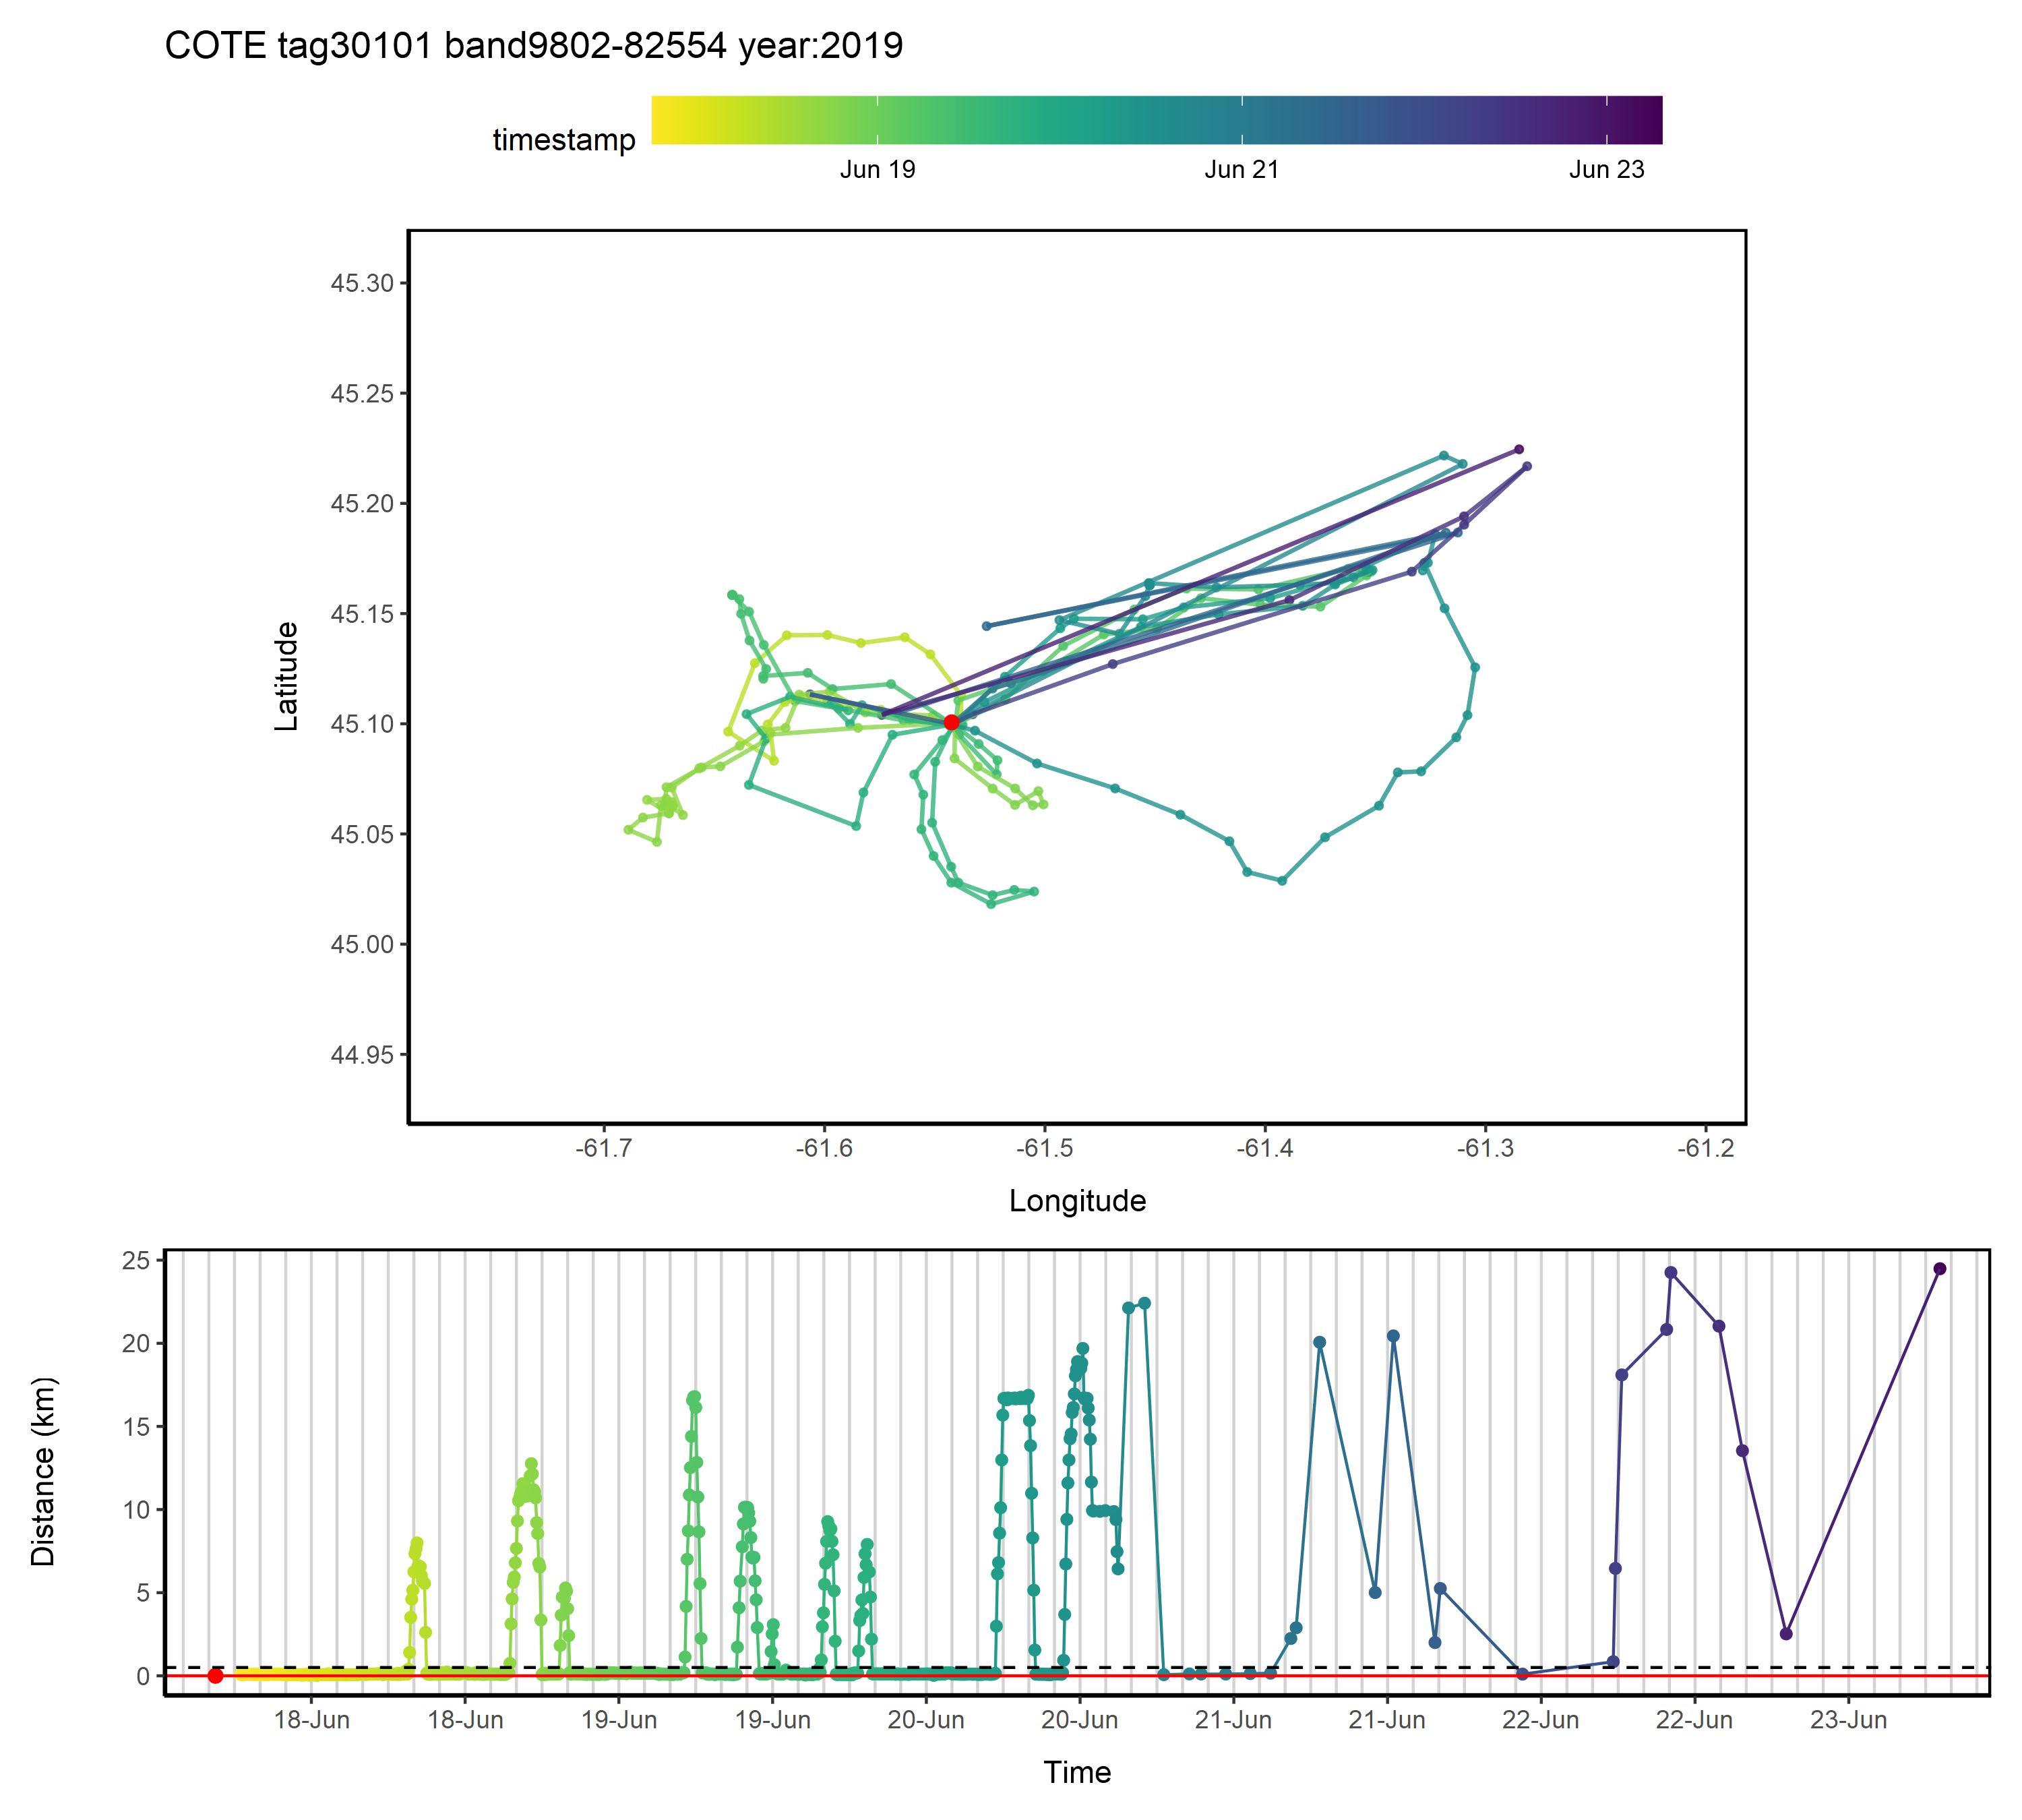 COTE tag30101 band9802-82554 year:2019
timestamp
Jun 19 Jun 21 Jun 23
Latitude
45.30
45.25
45.20
45.15
45.10
45.05
45.00
44.95
-61.7 -61.6 -61.5 -61.4 -61.3 -61.2
Longitude
Distance (km)
25
20
15
10
5
0
18-Jun 18-Jun 19-Jun 19-Jun 20-Jun 20-Jun 21-Jun 21-Jun 22-Jun 22-Jun 23-Jun
Time